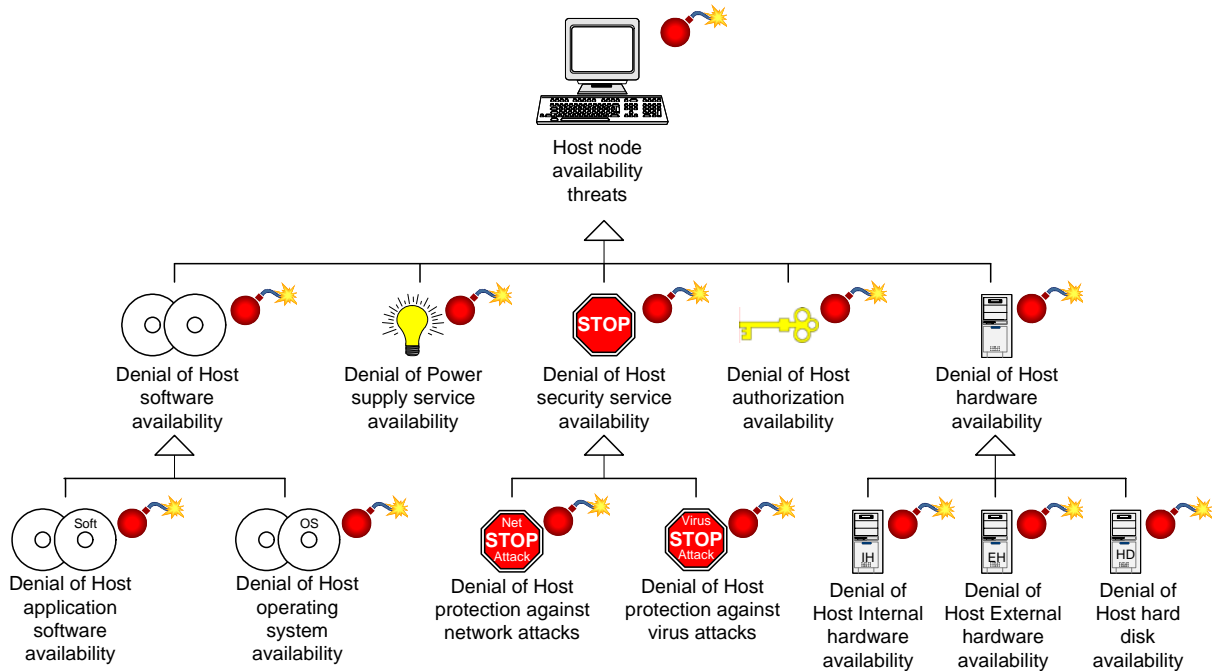 Host node
availability
threats
STOP
Denial of Host
software
availability
Denial of Power
supply service
availability
Denial of Host
security service
availability
Denial of Host
authorization
availability
Denial of Host
hardware
availability
Soft
OS
Net
STOP
Attack
Virus
STOP
Attack
IH
EH
HD
Denial of Host
application
software
availability
Denial of Host
operating
system
availability
Denial of Host
protection against
network attacks
Denial of Host
protection against
virus attacks
Denial of
Host Internal
hardware
availability
Denial of
Host External
hardware
availability
Denial of
Host hard
disk
availability